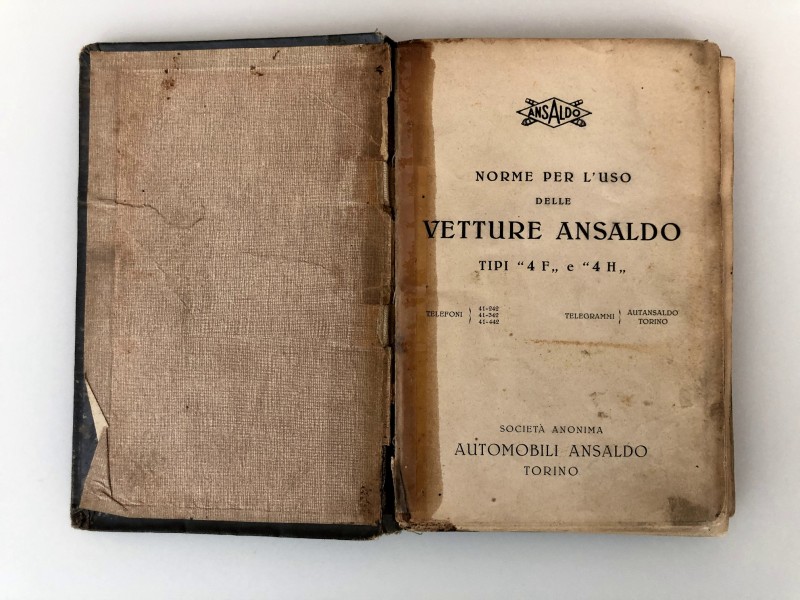 ANSALDO
NORME PER L'USO
DELLE
VETTURE ANSALDO
TIPI “4 F„ e “4 H„
TELEFONI } 41-242 41-342 41-442 TELEGRAMMI } AUTANSALDO TORINO
SOCIETÀ ANONIMA
AUTOMOBILI ANSALDO
TORINO